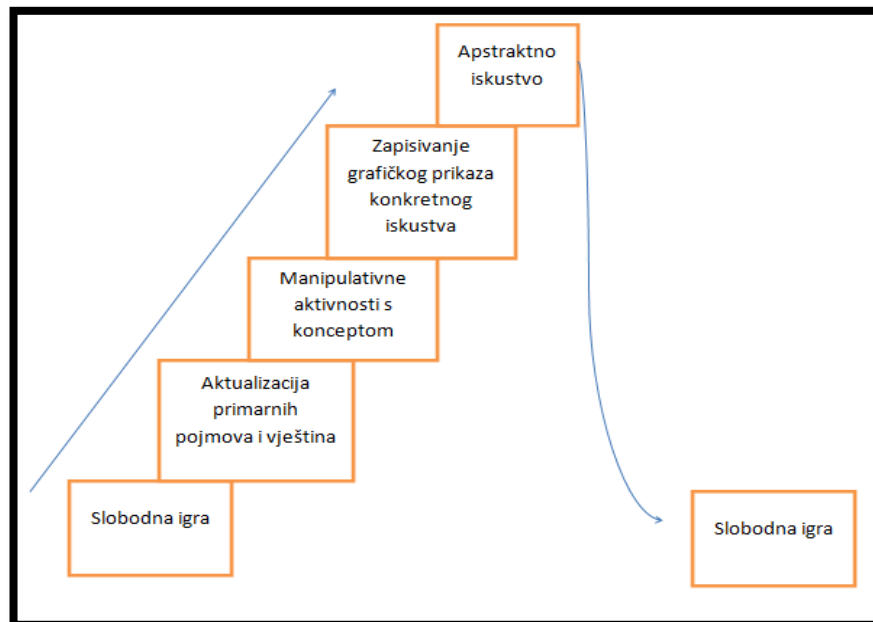 Apstraktno
iskustvo
Zapisivanje
grafičkog prikaza
konkretnog
iskustva
Manipulativne
aktivnosti s
konceptom
Aktualizacija
primarnih
pojmova i vještina
Slobodna igra
Slobodna igra